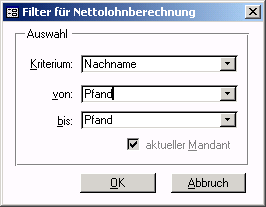 Filter für Nettolohnberechnung
Auswahl
Kriterium: Nachname
von: Pfand
bis: Pfand
aktueller Mandant
OK Abbruch